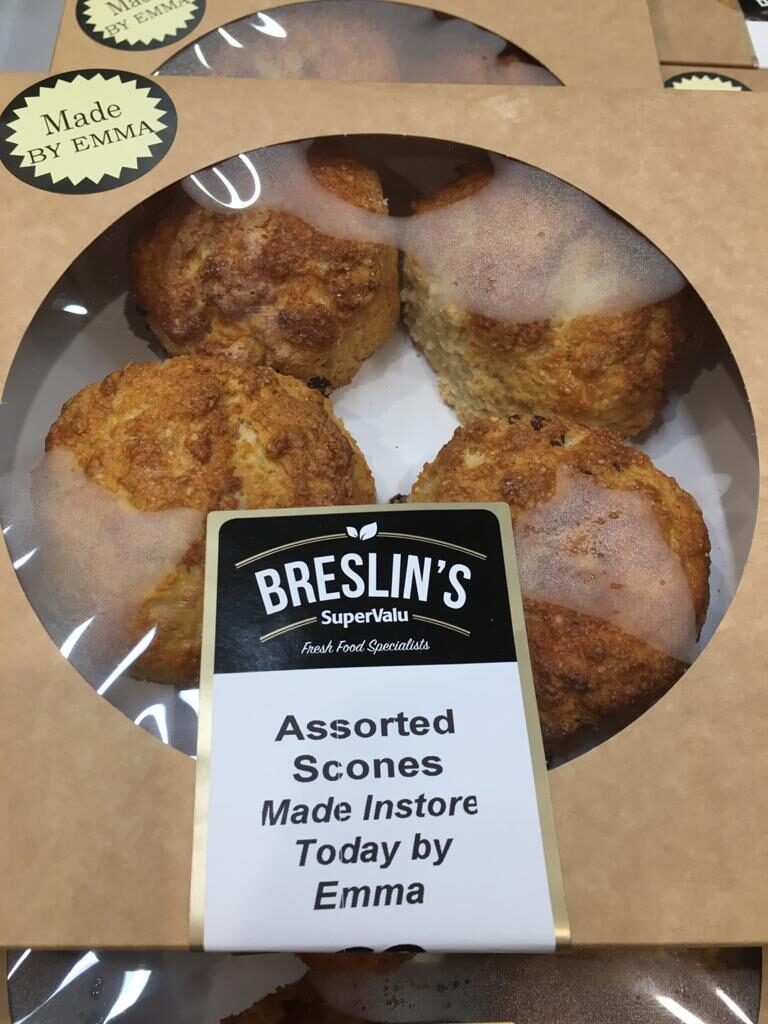 Made
BY EMMA
Made
BY EMMA
BRESLIN'S
SuperValu
Fresh Food Specialists
Assorted
Scones
Made Instore
Today by
Emma